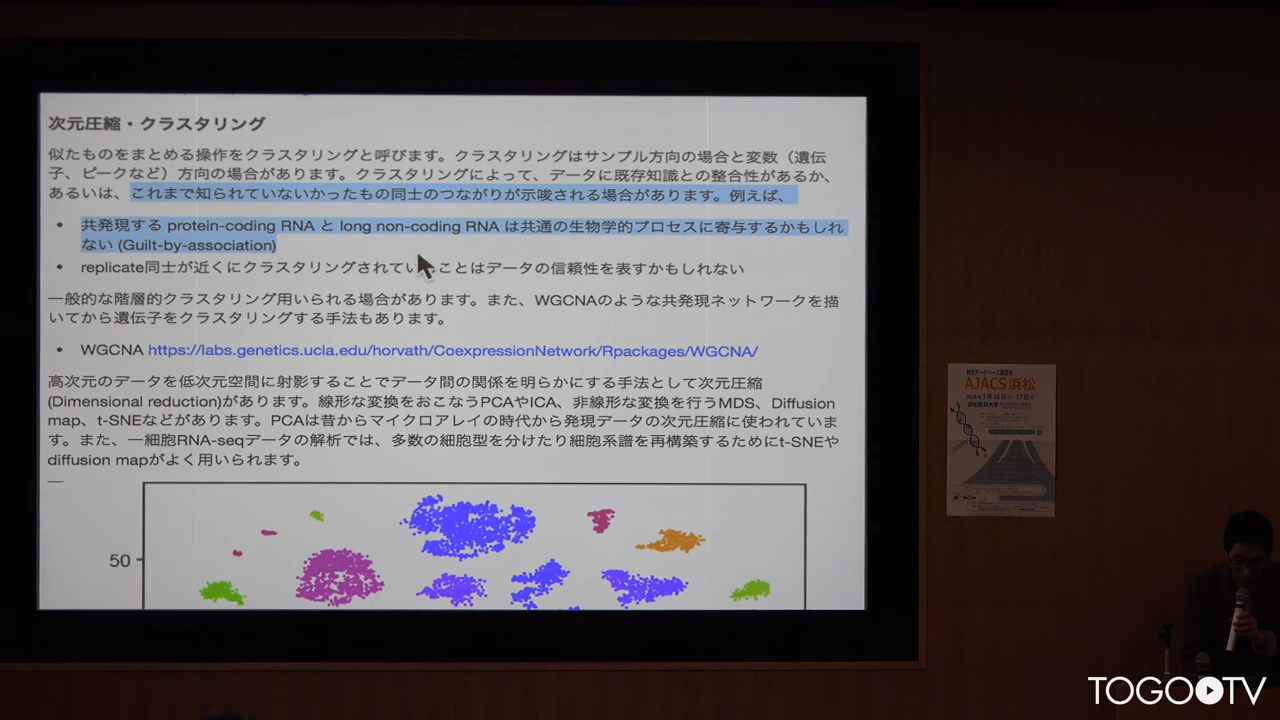 次元圧縮・クラスタリング
似たものをまとめる操作をクラスタリングと呼びます。クラスタリングはサンプル方向の場合と変数（遺伝
子、ピークなど）方向の場合があります。クラスタリングによって、データに既存知識との整合性があるか、
あるいは、これまで知られていないかったもの同士のつながりが示唆される場合があります。例えば、
• 共発現する protein-coding RNA と long non-coding RNA は共通の生物学的プロセスに寄与するかもしれ
ない (Guilt-by-association)
• replicate同士が近くにクラスタリングされていることはデータの信頼性を表すかもしれない
一般的な階層的クラスタリング用いられる場合があります。また、WGCNAのような共発現ネットワークを描
いてから遺伝子をクラスタリングする手法もあります。
• WGCNA https://labs.genetics.ucla.edu/horvath/CoexpressionNetwork/Rpackages/WGCNA/
高次元のデータを低次元空間に射影することでデータ間の関係を明らかにする手法として次元圧縮
(Dimensional reduction)があります。線形な変換をおこなうPCAやICA、非線形な変換を行うMDS、Diffusion
map、t-SNEなどがあります。PCAは昔からマイクロアレイの時代から発現データの次元圧縮に使われていま
す。また、一細胞RNA-seqデータの解析では、多数の細胞型を分けたり細胞系譜を再構築するためにt-SNEや
diffusion mapがよく用いられます。
50
統合データベース講習会
AJACS浜松
浜松医科大学
TOGOTV